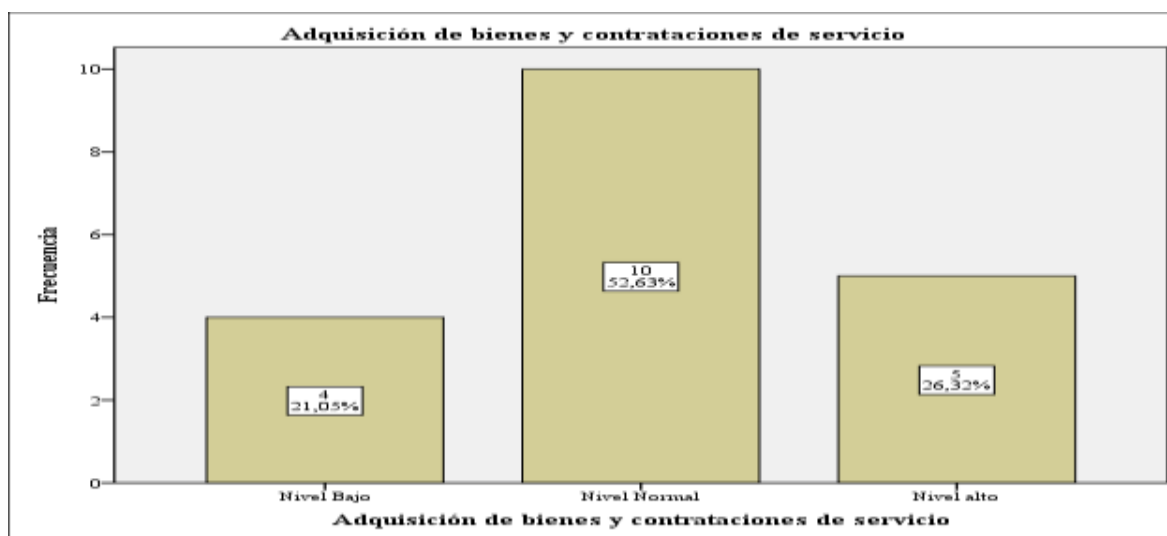 Adquisición de bienes y contrataciones de servicio
Frecuencia
10
8
6
4
2
0
4
21,05%
10
52,63%
5
26,32%
Nivel Bajo
Nivel Normal
Nivel alto
Adquisición de bienes y contrataciones de servicio